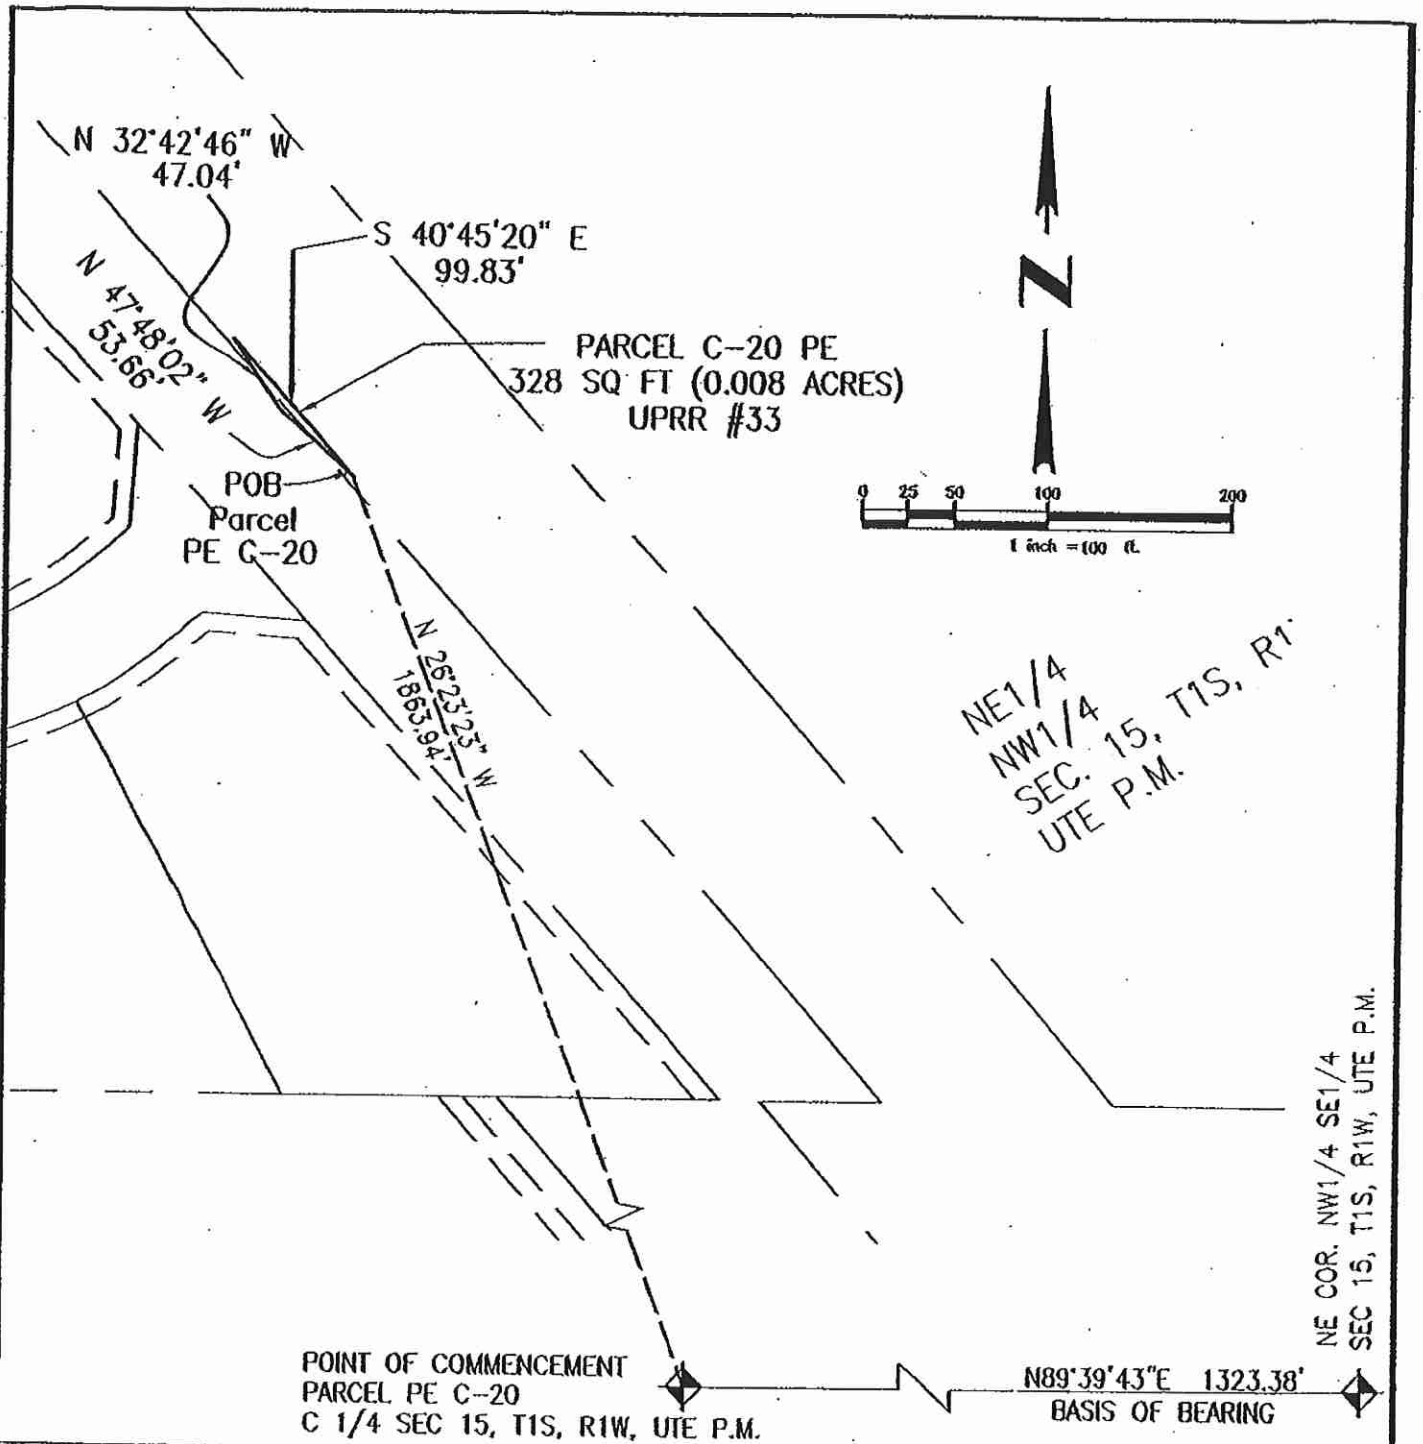 N 32°42'46" W
47.04'
S 40°45'20" E
99.83'
N 47°48'02" W
53.66'
PARCEL C-20 PE
328 SQ FT (0.008 ACRES)
UPRR #33
POB
Parcel
PE C-20
N
0 25 50 100 200
1 inch = 100 ft.
N 26°23'23" W
1863.94'
NE1/4
NW1/4
SEC. 15, T1S, R1
UTE P.M.
NE COR. NW1/4 SE1/4
SEC 15, T1S, R1W, UTE P.M.
POINT OF COMMENCEMENT
PARCEL PE C-20
C 1/4 SEC 15, T1S, R1W, UTE P.M.
N89°39'43"E 1323.38'
BASIS OF BEARING